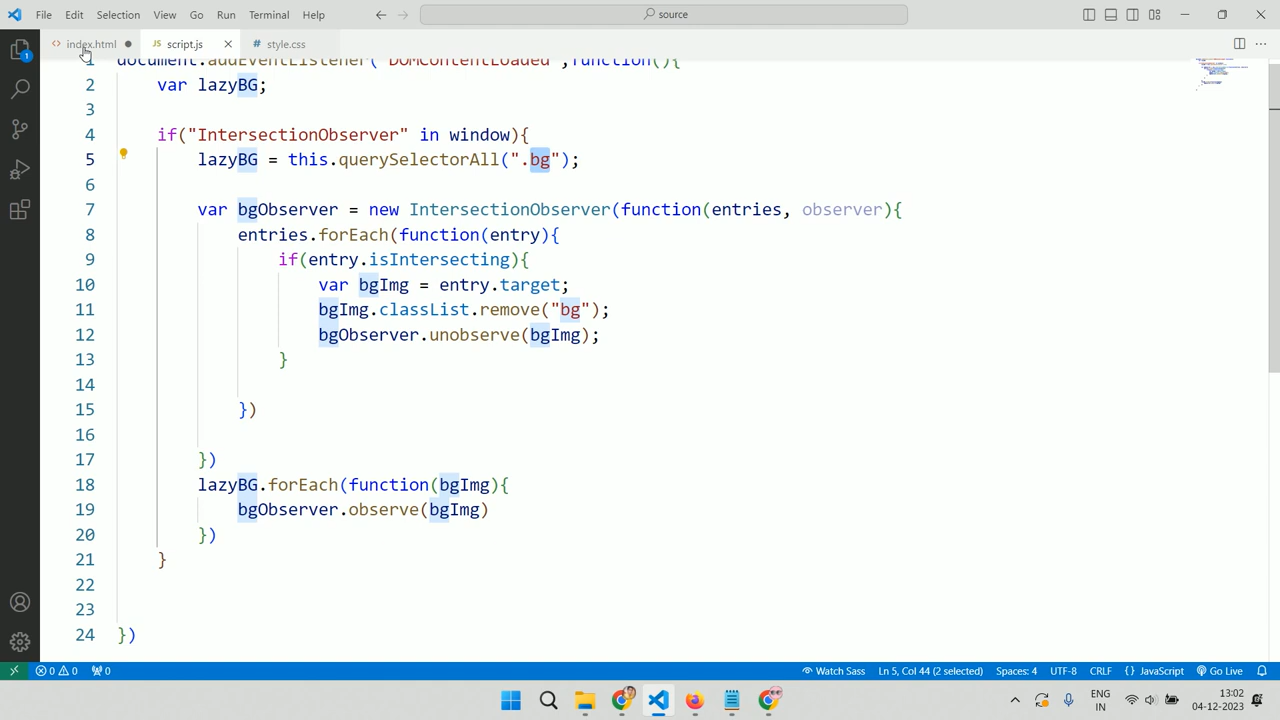 File Edit Selection View Go Run Terminal Help
source
index.html
JS script.js
style.css
1 document.addEventListener("DOMContentLoaded",function(){
2 var lazyBG;
3
4 if("IntersectionObserver" in window){
5 lazyBG = this.querySelectorAll(".bg");
6
7 var bgObserver = new IntersectionObserver(function(entries, observer){
8 entries.forEach(function(entry){
9 if(entry.isIntersecting){
10 var bgImg = entry.target;
11 bgImg.classList.remove("bg");
12 bgObserver.unobserve(bgImg);
13 }
14
15 })
16
17 })
18 lazyBG.forEach(function(bgImg){
19 bgObserver.observe(bgImg)
20 })
21 }
22
23
24 })
1
0 0 0
Watch Sass
Ln 5, Col 44 (2 selected)
Spaces: 4
UTF-8
CRLF
{} JavaScript
Go Live
ENG
IN
13:02
04-12-2023